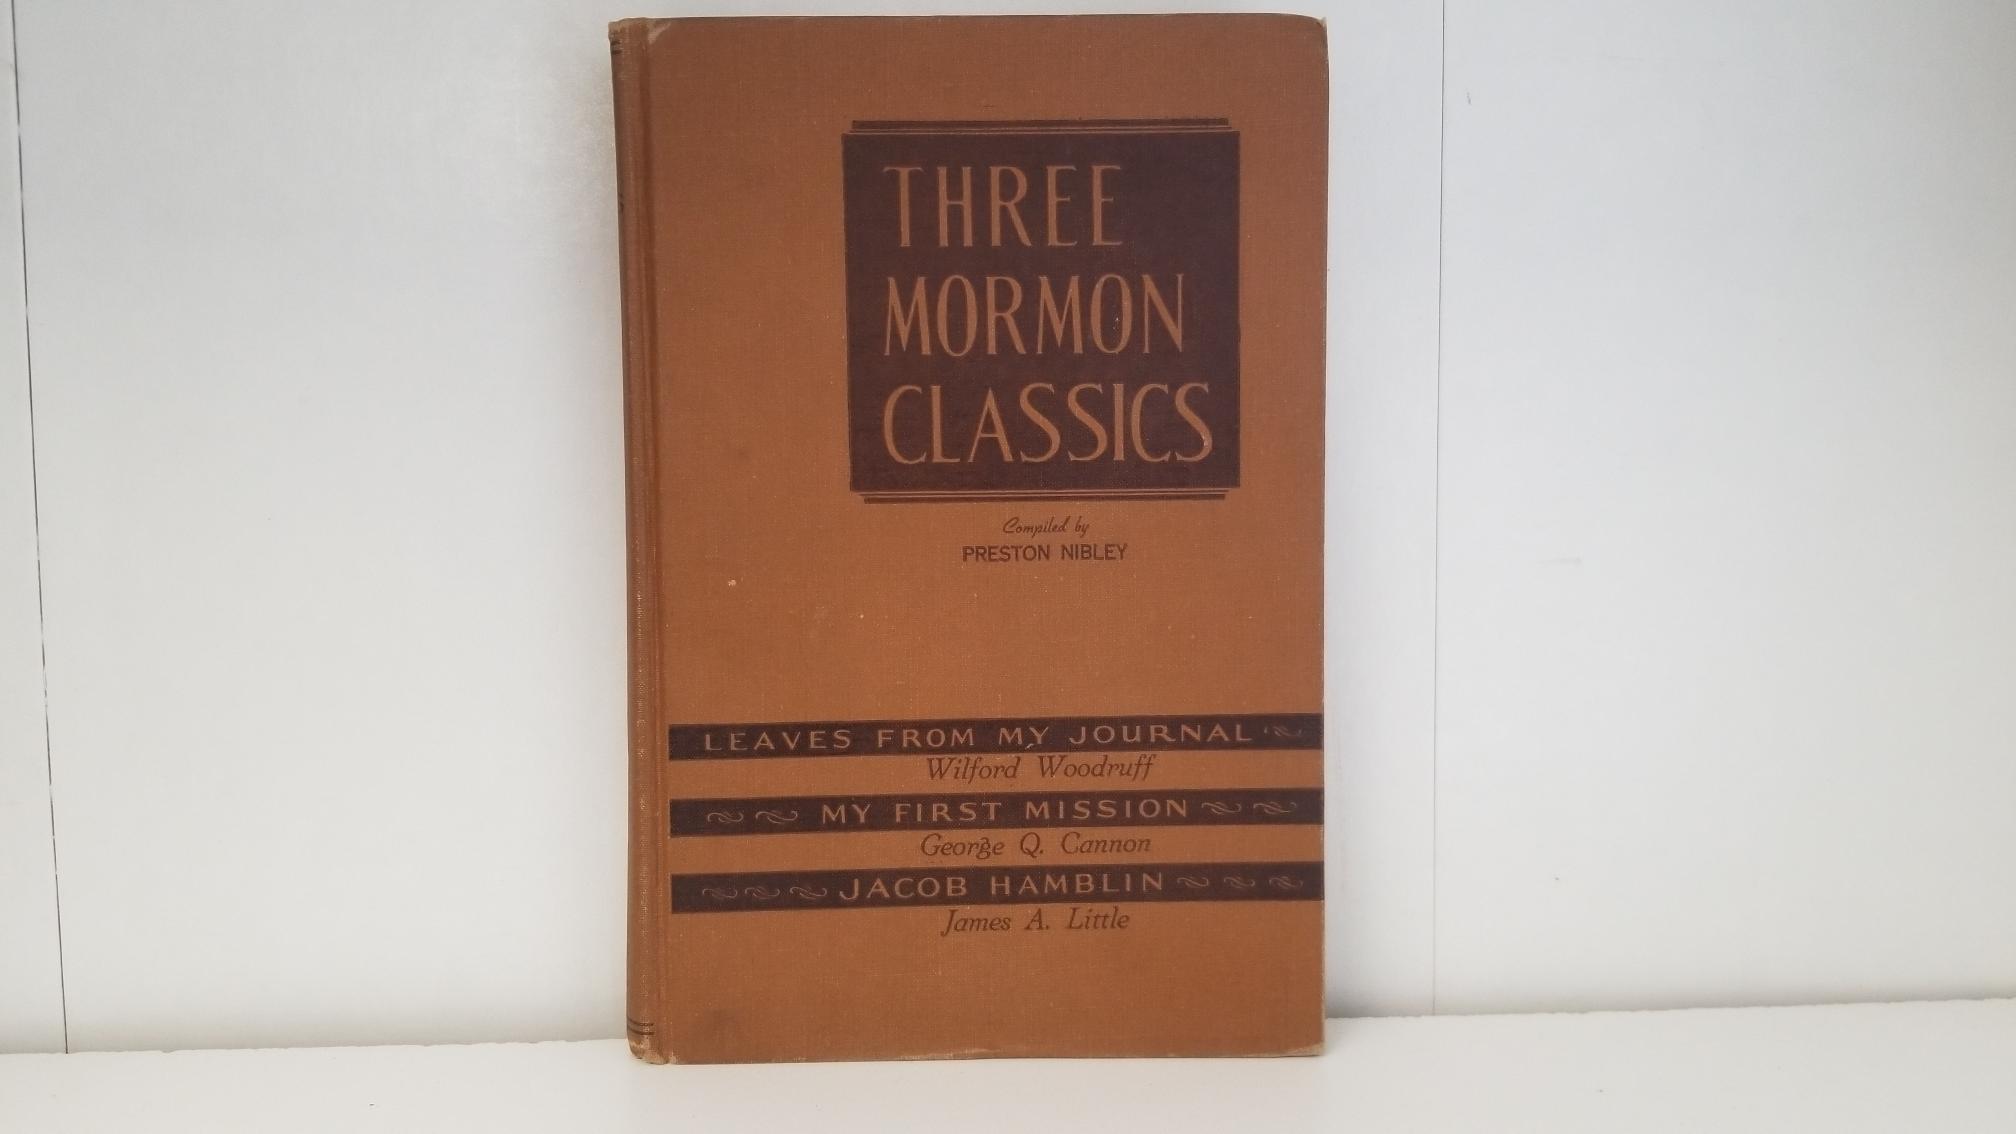 THREE
MORMON
CLASSICS
Compiled by
PRESTON NIBLEY
LEAVES FROM MY JOURNAL
Wilford Woodruff
MY FIRST MISSION
George Q. Cannon
JACOB HAMBLIN
James A. Little